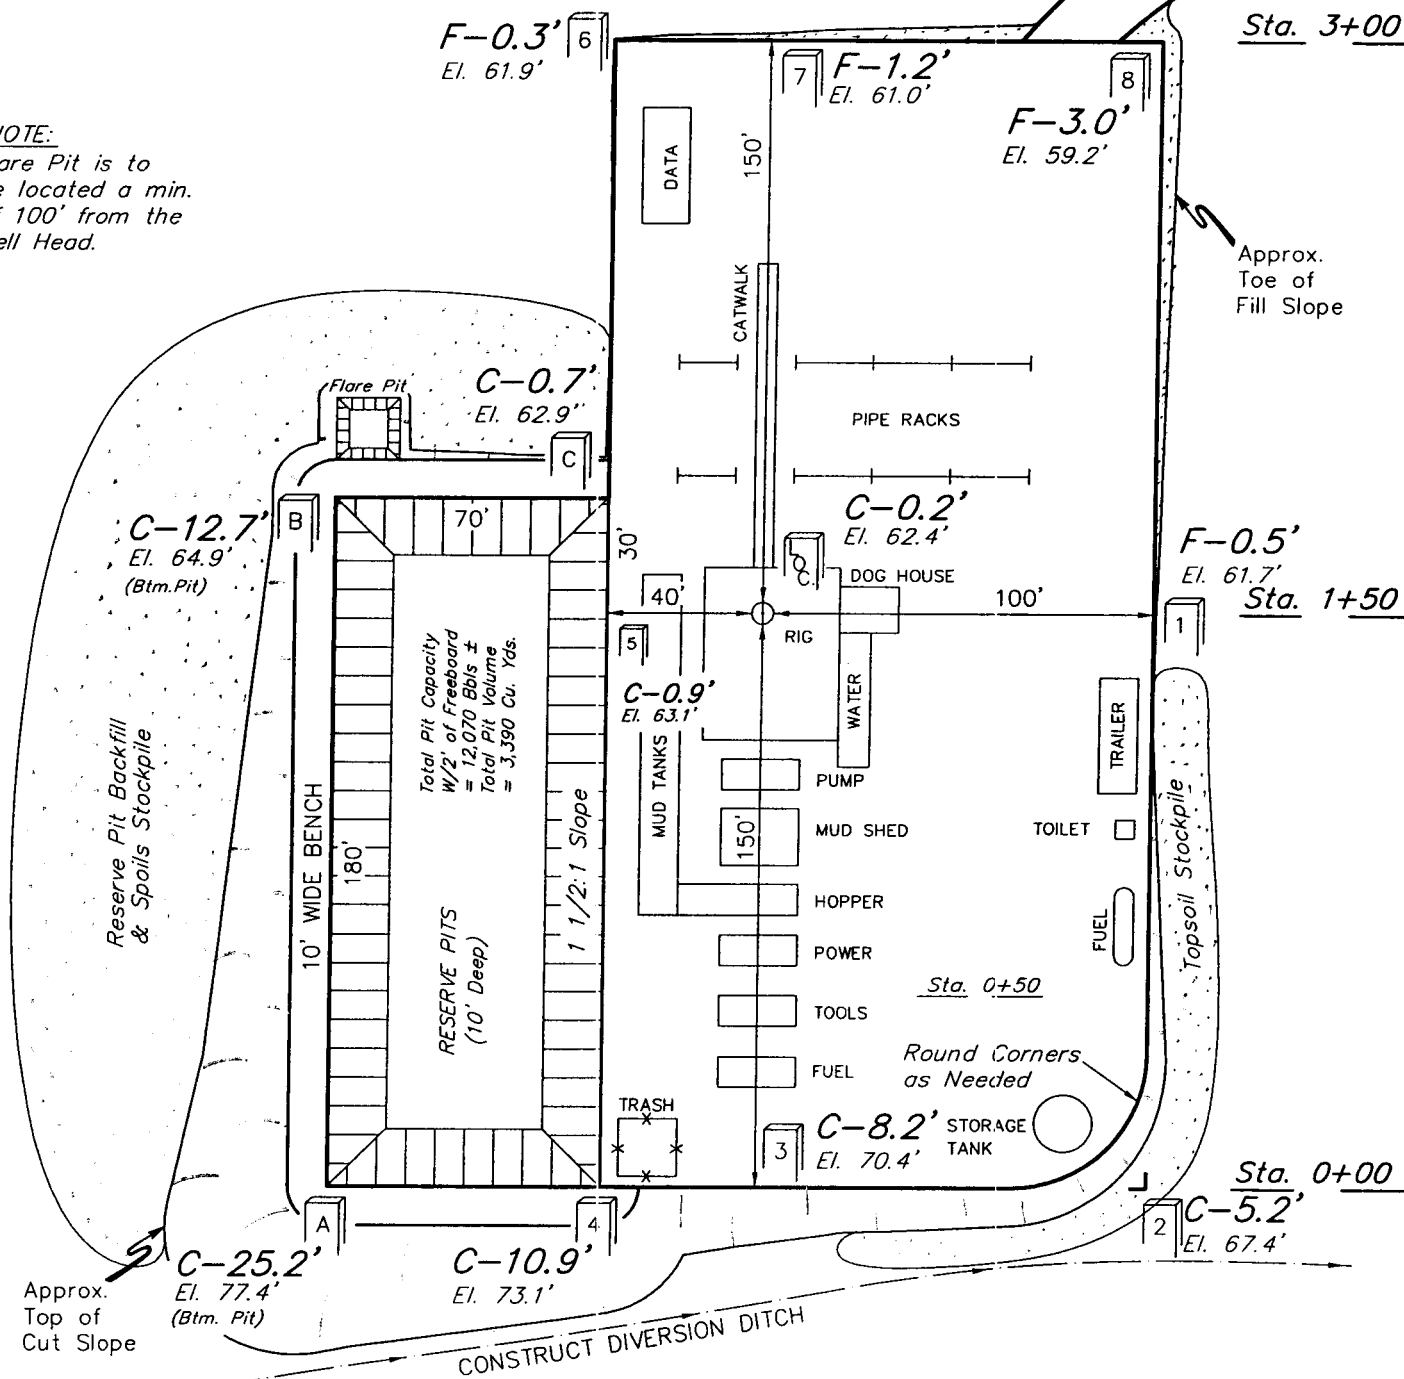 Sta. 3+00
F-0.3'
El. 61.9'
6
7
F-1.2'
El. 61.0'
8
F-3.0'
El. 59.2'
NOTE:
are Pit is to
e located a min.
f 100' from the
ell Head.
DATA
150'
Approx.
Toe of
Fill Slope
CATWALK
Flare Pit
C-0.7'
El. 62.9'
C
PIPE RACKS
B
C-12.7'
El. 64.9'
(Btm.Pit)
70'
30'
C-0.2'
El. 62.4'
C.
DOG HOUSE
F-0.5'
El. 61.7'
Sta. 1+50
1
40'
100'
RIG
5
C-0.9'
El. 63.1'
WATER
MUD TANKS
Total Pit Capacity
W/2' of Freeboard
= 12,070 Bbls ±
Total Pit Volume
= 3,390 Cu. Yds.
Reserve Pit Backfill
& Spoils Stockpile
10' WIDE BENCH
180'
1 1/2:1 Slope
RESERVE PITS
(10' Deep)
TRAILER
PUMP
MUD SHED
150'
TOILET
HOPPER
FUEL
Topsoil Stockpile
POWER
Sta. 0+50
TOOLS
Round Corners
as Needed
FUEL
TRASH
3
C-8.2'
El. 70.4'
STORAGE
TANK
Sta. 0+00
A
4
2
C-5.2'
El. 67.4'
C-25.2'
El. 77.4'
(Btm. Pit)
C-10.9'
El. 73.1'
Approx.
Top of
Cut Slope
CONSTRUCT DIVERSION DITCH